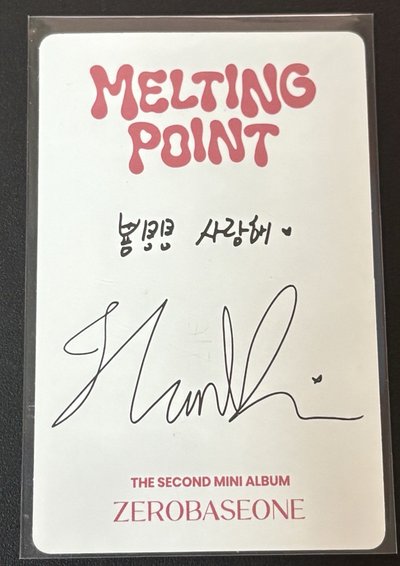 MELTING
POINT
사랑해
THE SECOND MINI ALBUM
ZEROBASEONE